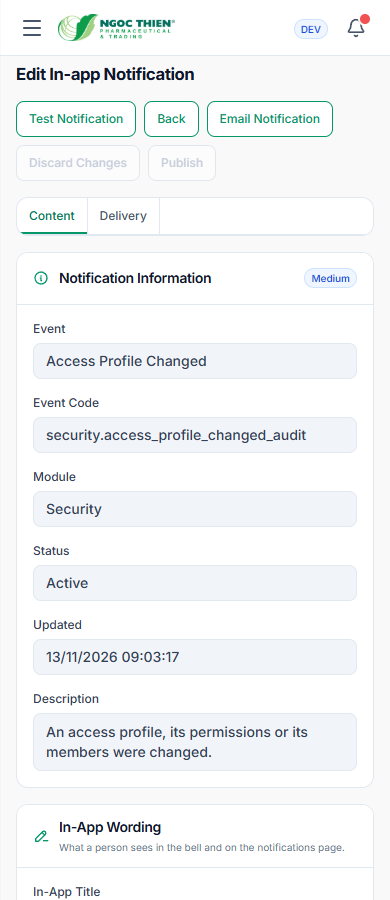 NGOC THIEN
PHARMACEUTICAL
& TRADING
DEV
Edit In-app Notification
Test Notification
Back
Email Notification
Discard Changes
Publish
Content
Delivery
Notification Information
Medium
Event
Access Profile Changed
Event Code
security.access_profile_changed_audit
Module
Security
Status
Active
Updated
13/11/2026 09:03:17
Description
An access profile, its permissions or its
members were changed.
In-App Wording
What a person sees in the bell and on the notifications page.
In-App Title